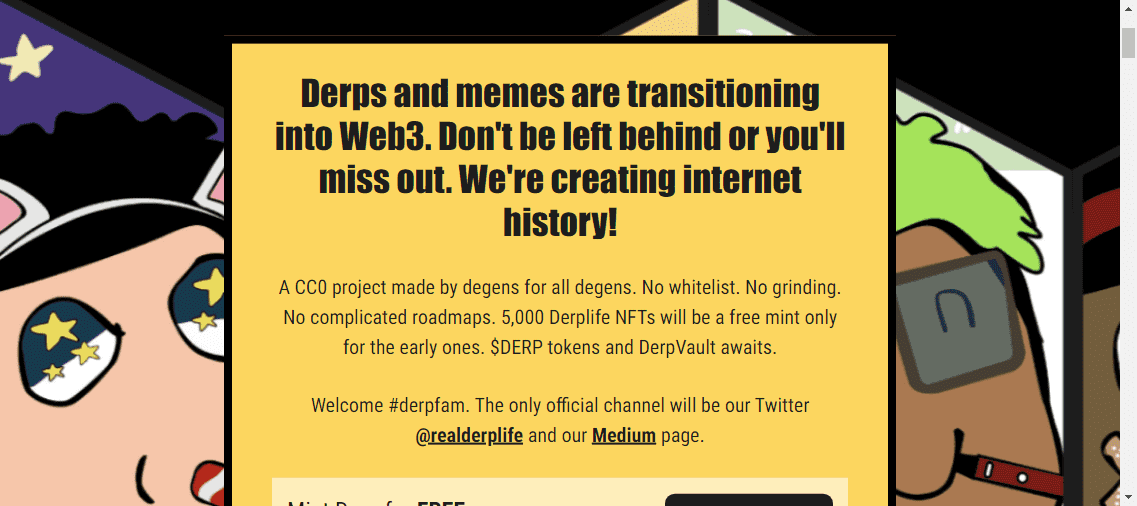 Derps and memes are transitioning
into Web3. Don't be left behind or you'll
miss out. We're creating internet
history!
A CC0 project made by degens for all degens. No whitelist. No grinding.
No complicated roadmaps. 5,000 Derplife NFTs will be a free mint only
for the early ones. $DERP tokens and DerpVault awaits.
Welcome #derpfam. The only official channel will be our Twitter
@realderplife and our Medium page.